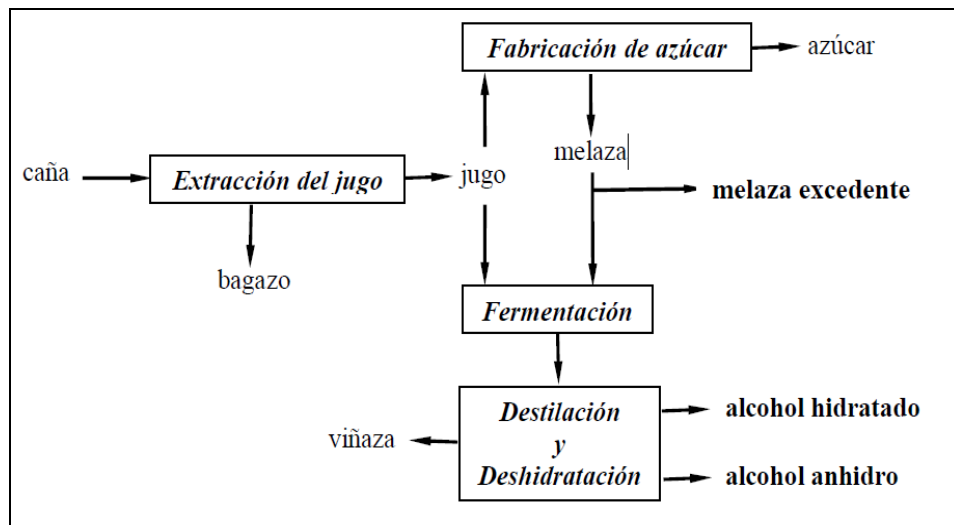 Fabricación de azúcar
azúcar
caña
Extracción del jugo
jugo
melaza
melaza excedente
bagazo
Fermentación
Destilación
y
Deshidratación
alcohol hidratado
viñaza
alcohol anhidro